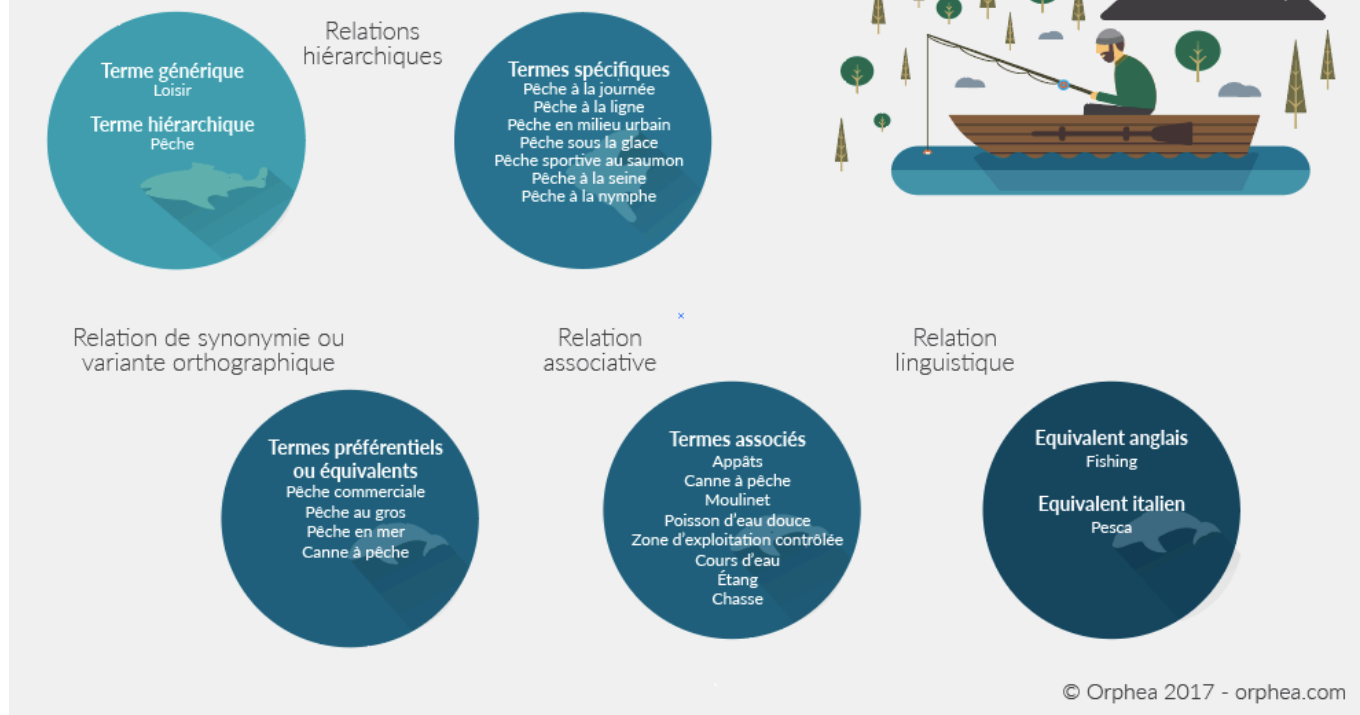 Relations
hiérarchiques
Terme générique
Loisir
Terme hiérarchique
Pêche
Termes spécifiques
Pêche à la journée
Pêche à la ligne
Pêche en milieu urbain
Pêche sous la glace
Pêche sportive au saumon
Pêche à la seine
Pêche à la nymphe
Relation de synonymie ou
variante orthographique
Termes préférentiels
ou équivalents
Pêche commerciale
Pêche au gros
Pêche en mer
Canne à pêche
Relation
associative
Termes associés
Appâts
Canne à pêche
Moulinet
Poisson d'eau douce
Zone d'exploitation contrôlée
Cours d'eau
Étang
Chasse
Relation
linguistique
Equivalent anglais
Fishing
Equivalent italien
Pesca
© Orphea 2017 - orphea.com